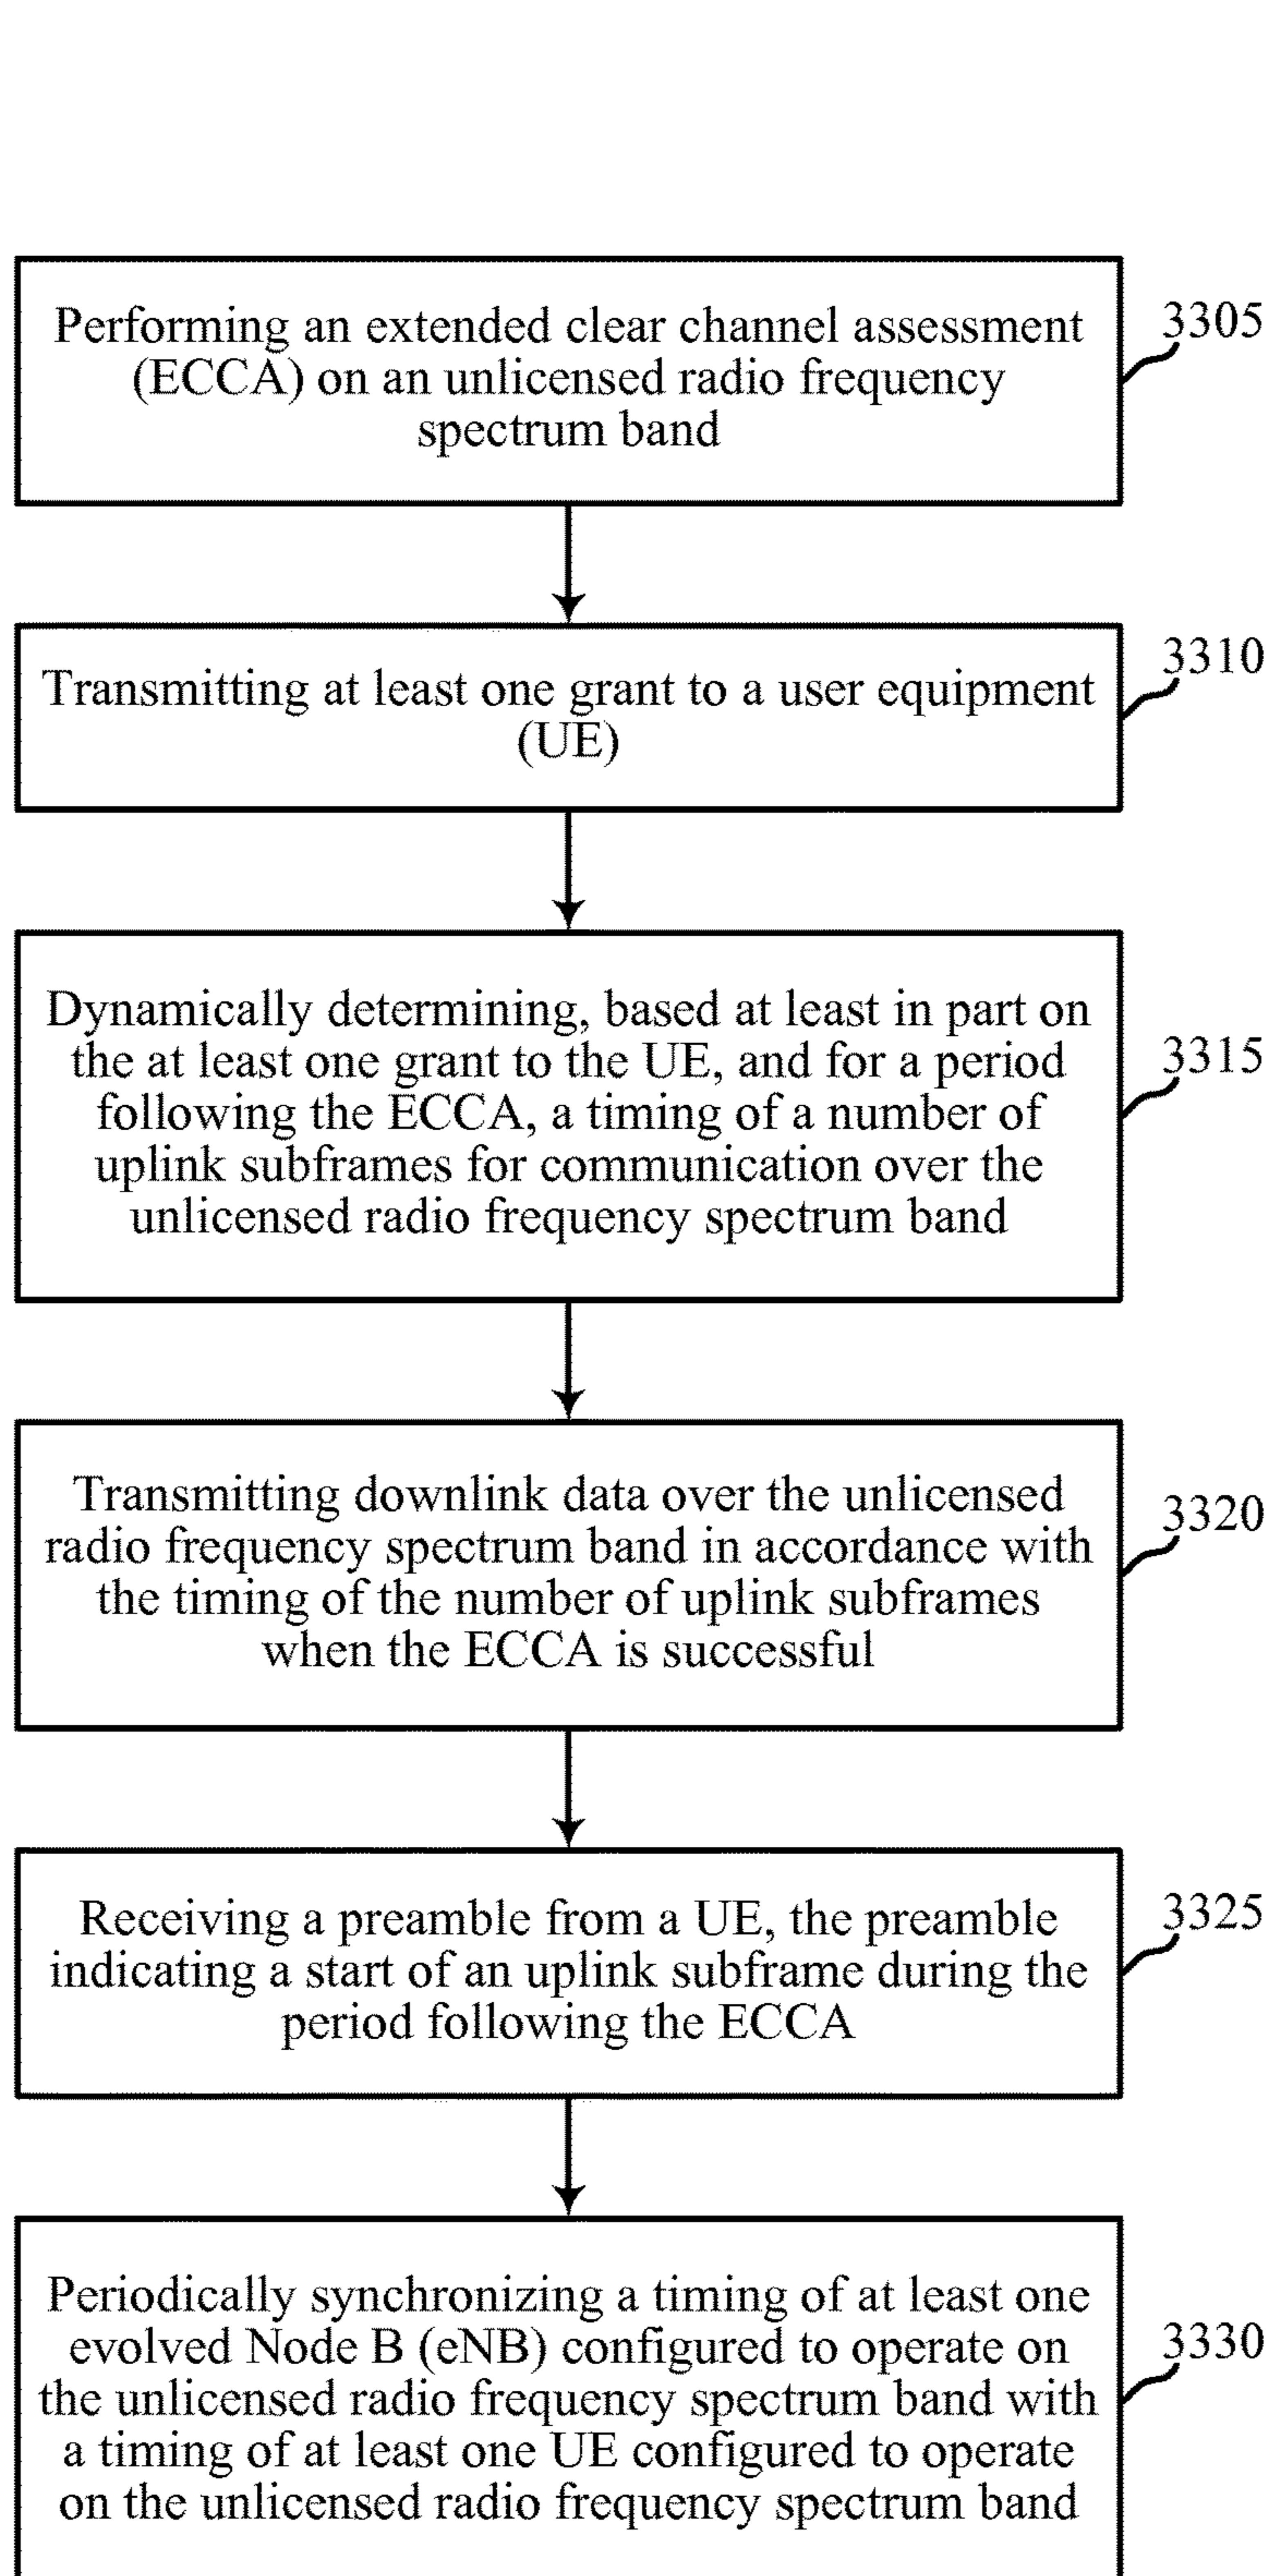 Performing an extended clear channel assessment
(ECCA) on an unlicensed radio frequency
spectrum band
3305
Transmitting at least one grant to a user equipment
(UE)
3310
Dynamically determining, based at least in part on
the at least one grant to the UE, and for a period
following the ECCA, a timing of a number of
uplink subframes for communication over the
unlicensed radio frequency spectrum band
3315
Transmitting downlink data over the unlicensed
radio frequency spectrum band in accordance with
the timing of the number of uplink subframes
when the ECCA is successful
3320
Receiving a preamble from a UE, the preamble
indicating a start of an uplink subframe during the
period following the ECCA
3325
Periodically synchronizing a timing of at least one
evolved Node B (eNB) configured to operate on
the unlicensed radio frequency spectrum band with
a timing of at least one UE configured to operate
on the unlicensed radio frequency spectrum band
3330